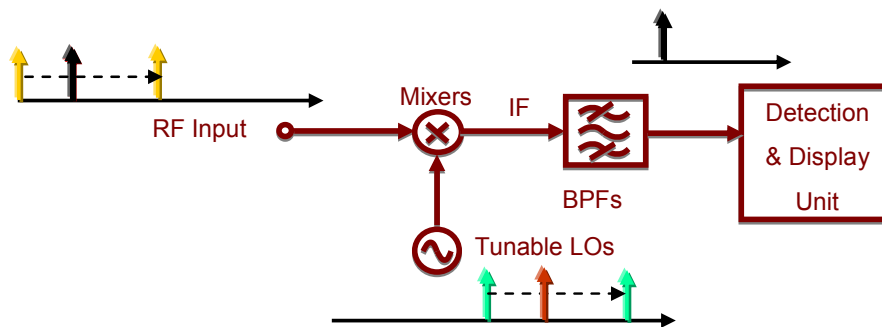 Mixers
IF
RF Input
BPFs
Detection
& Display
Unit
Tunable LOs